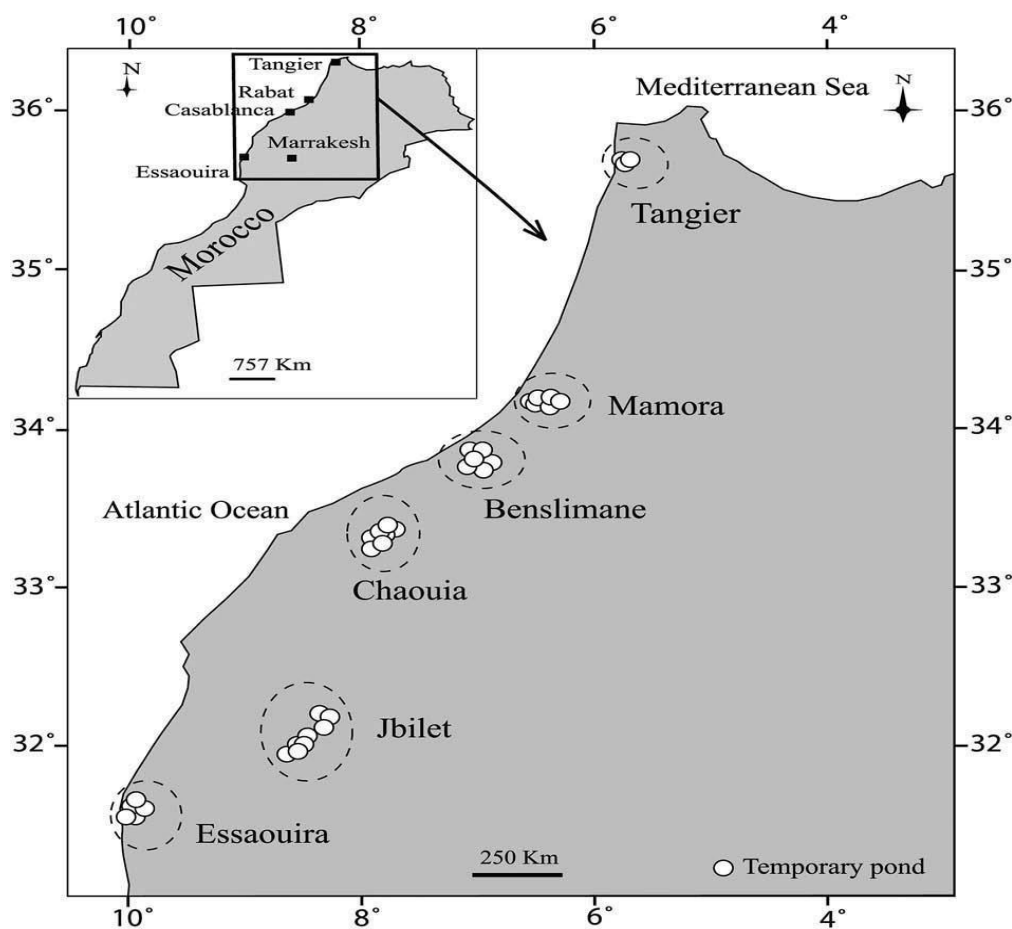 10° 8° 6° 4°
N
Tangier
Rabat
Casablanca
Marrakesh
Essaouira
Morocco
757 Km
Mediterranean Sea
N
36° 36°
Tangier
35° 35°
Mamora
34° 34°
Benslimane
Atlantic Ocean
Chaouia
33° 33°
Jbilet
32° 32°
Essaouira
250 Km
Temporary pond
10° 8° 6° 4°